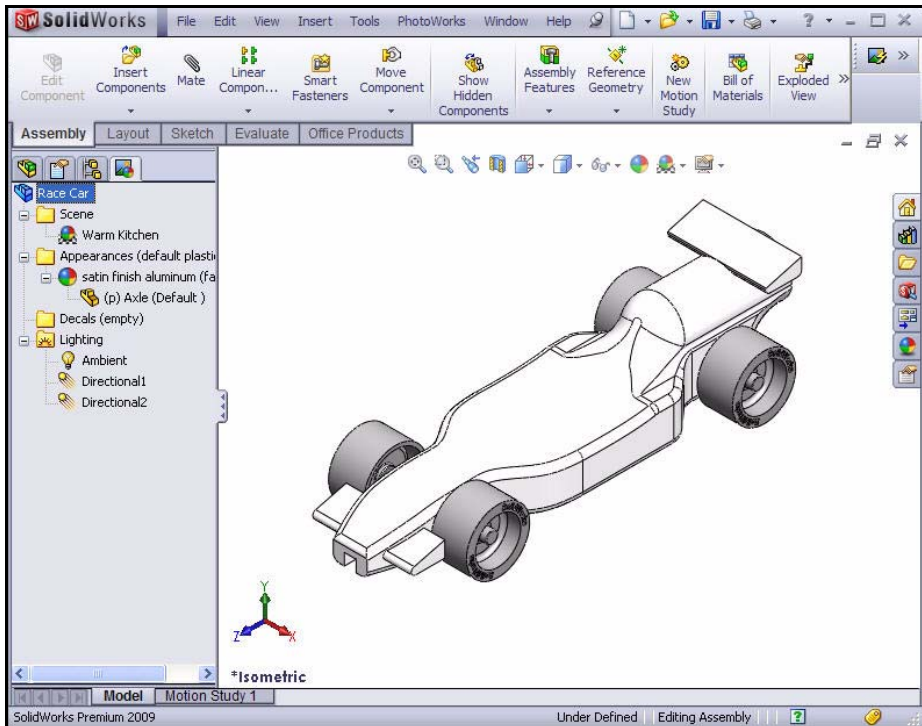 SolidWorks File Edit View Insert Tools PhotoWorks Window Help ?
Edit Component
Insert Components
Mate
Linear Compon...
Smart Fasteners
Move Component
Show Hidden Components
Assembly Features
Reference Geometry
New Motion Study
Bill of Materials
Exploded View
Assembly Layout Sketch Evaluate Office Products
Race Car
Scene
Warm Kitchen
Appearances (default plasti
satin finish aluminum (fa
(p) Axle (Default )
Decals (empty)
Lighting
Ambient
Directional1
Directional2
Y
Z X
*Isometric
Model Motion Study 1
SolidWorks Premium 2009 Under Defined Editing Assembly ?